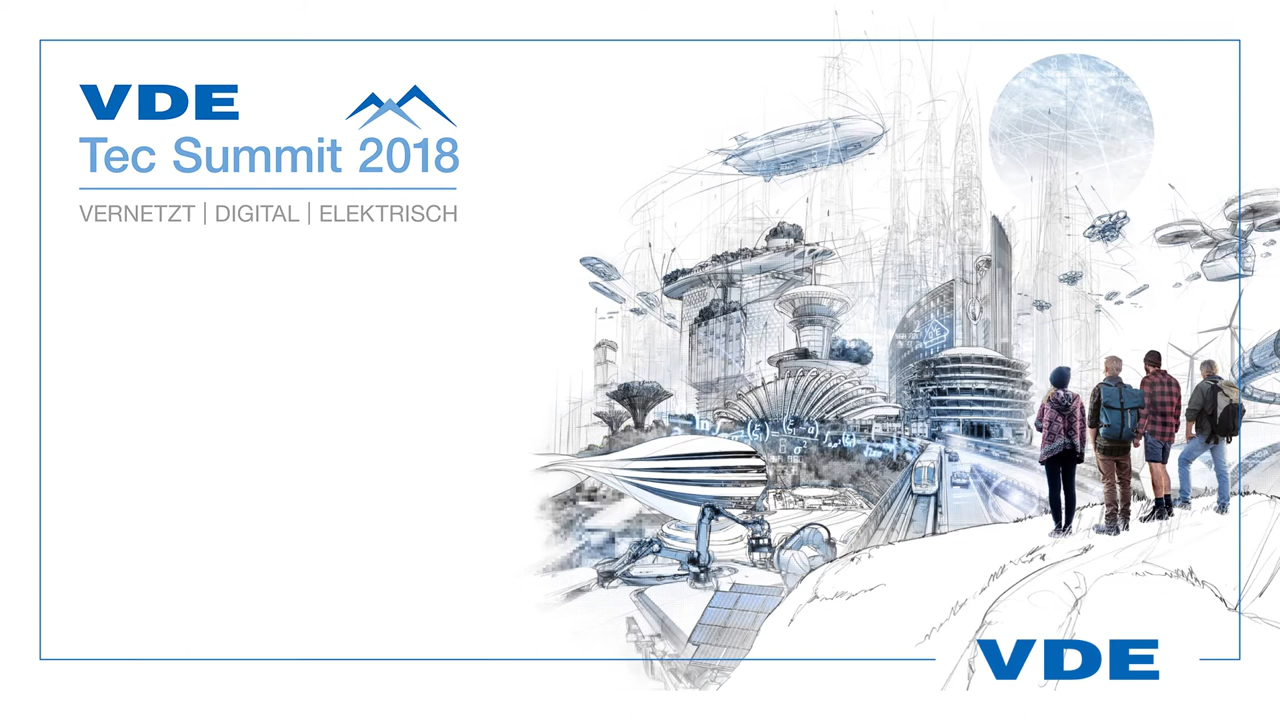 VDE
Tec Summit 2018
VERNETZT | DIGITAL | ELEKTRISCH
VDE